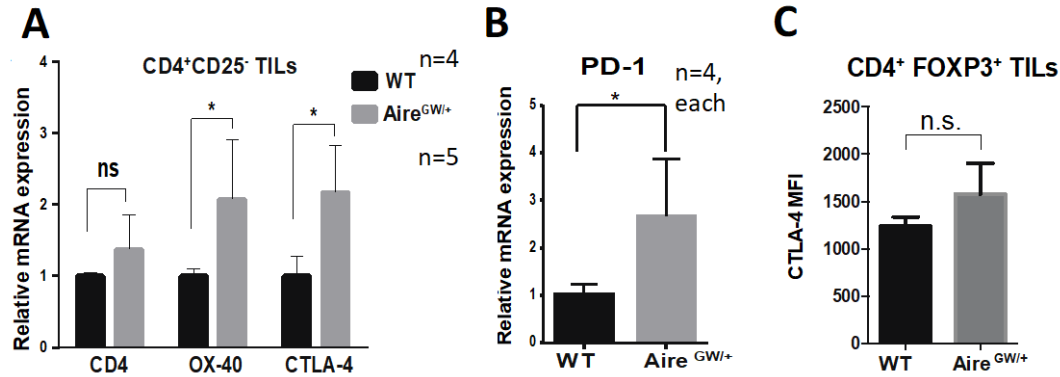 A
CD4⁺CD25⁻ TILs
n=4
WT
Aire^GW/+
n=5
Relative mRNA expression
4
3
2
1
0
ns
*
*
CD4
OX-40
CTLA-4
B
PD-1
n=4,
each
*
Relative mRNA expression
5
4
3
2
1
0
WT
Aire ^GW/+
C
CD4⁺ FOXP3⁺ TILs
n.s.
CTLA-4 MFI
2500
2000
1500
1000
500
0
WT
Aire ^GW/+